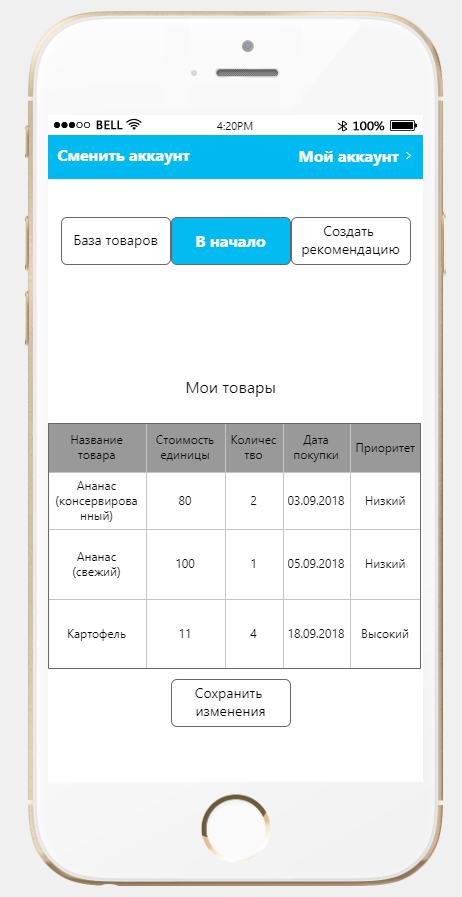 BELL 4:20PM 100%
Сменить аккаунт Мой аккаунт >
База товаров В начало Создать
рекомендацию
Мои товары
Название Стоимость Количес Дата Приоритет
товара единицы тво покупки
Ананас
(консервирова 80 2 03.09.2018 Низкий
нный)
Ананас 100 1 05.09.2018 Низкий
(свежий)
Картофель 11 4 18.09.2018 Высокий
Сохранить
изменения